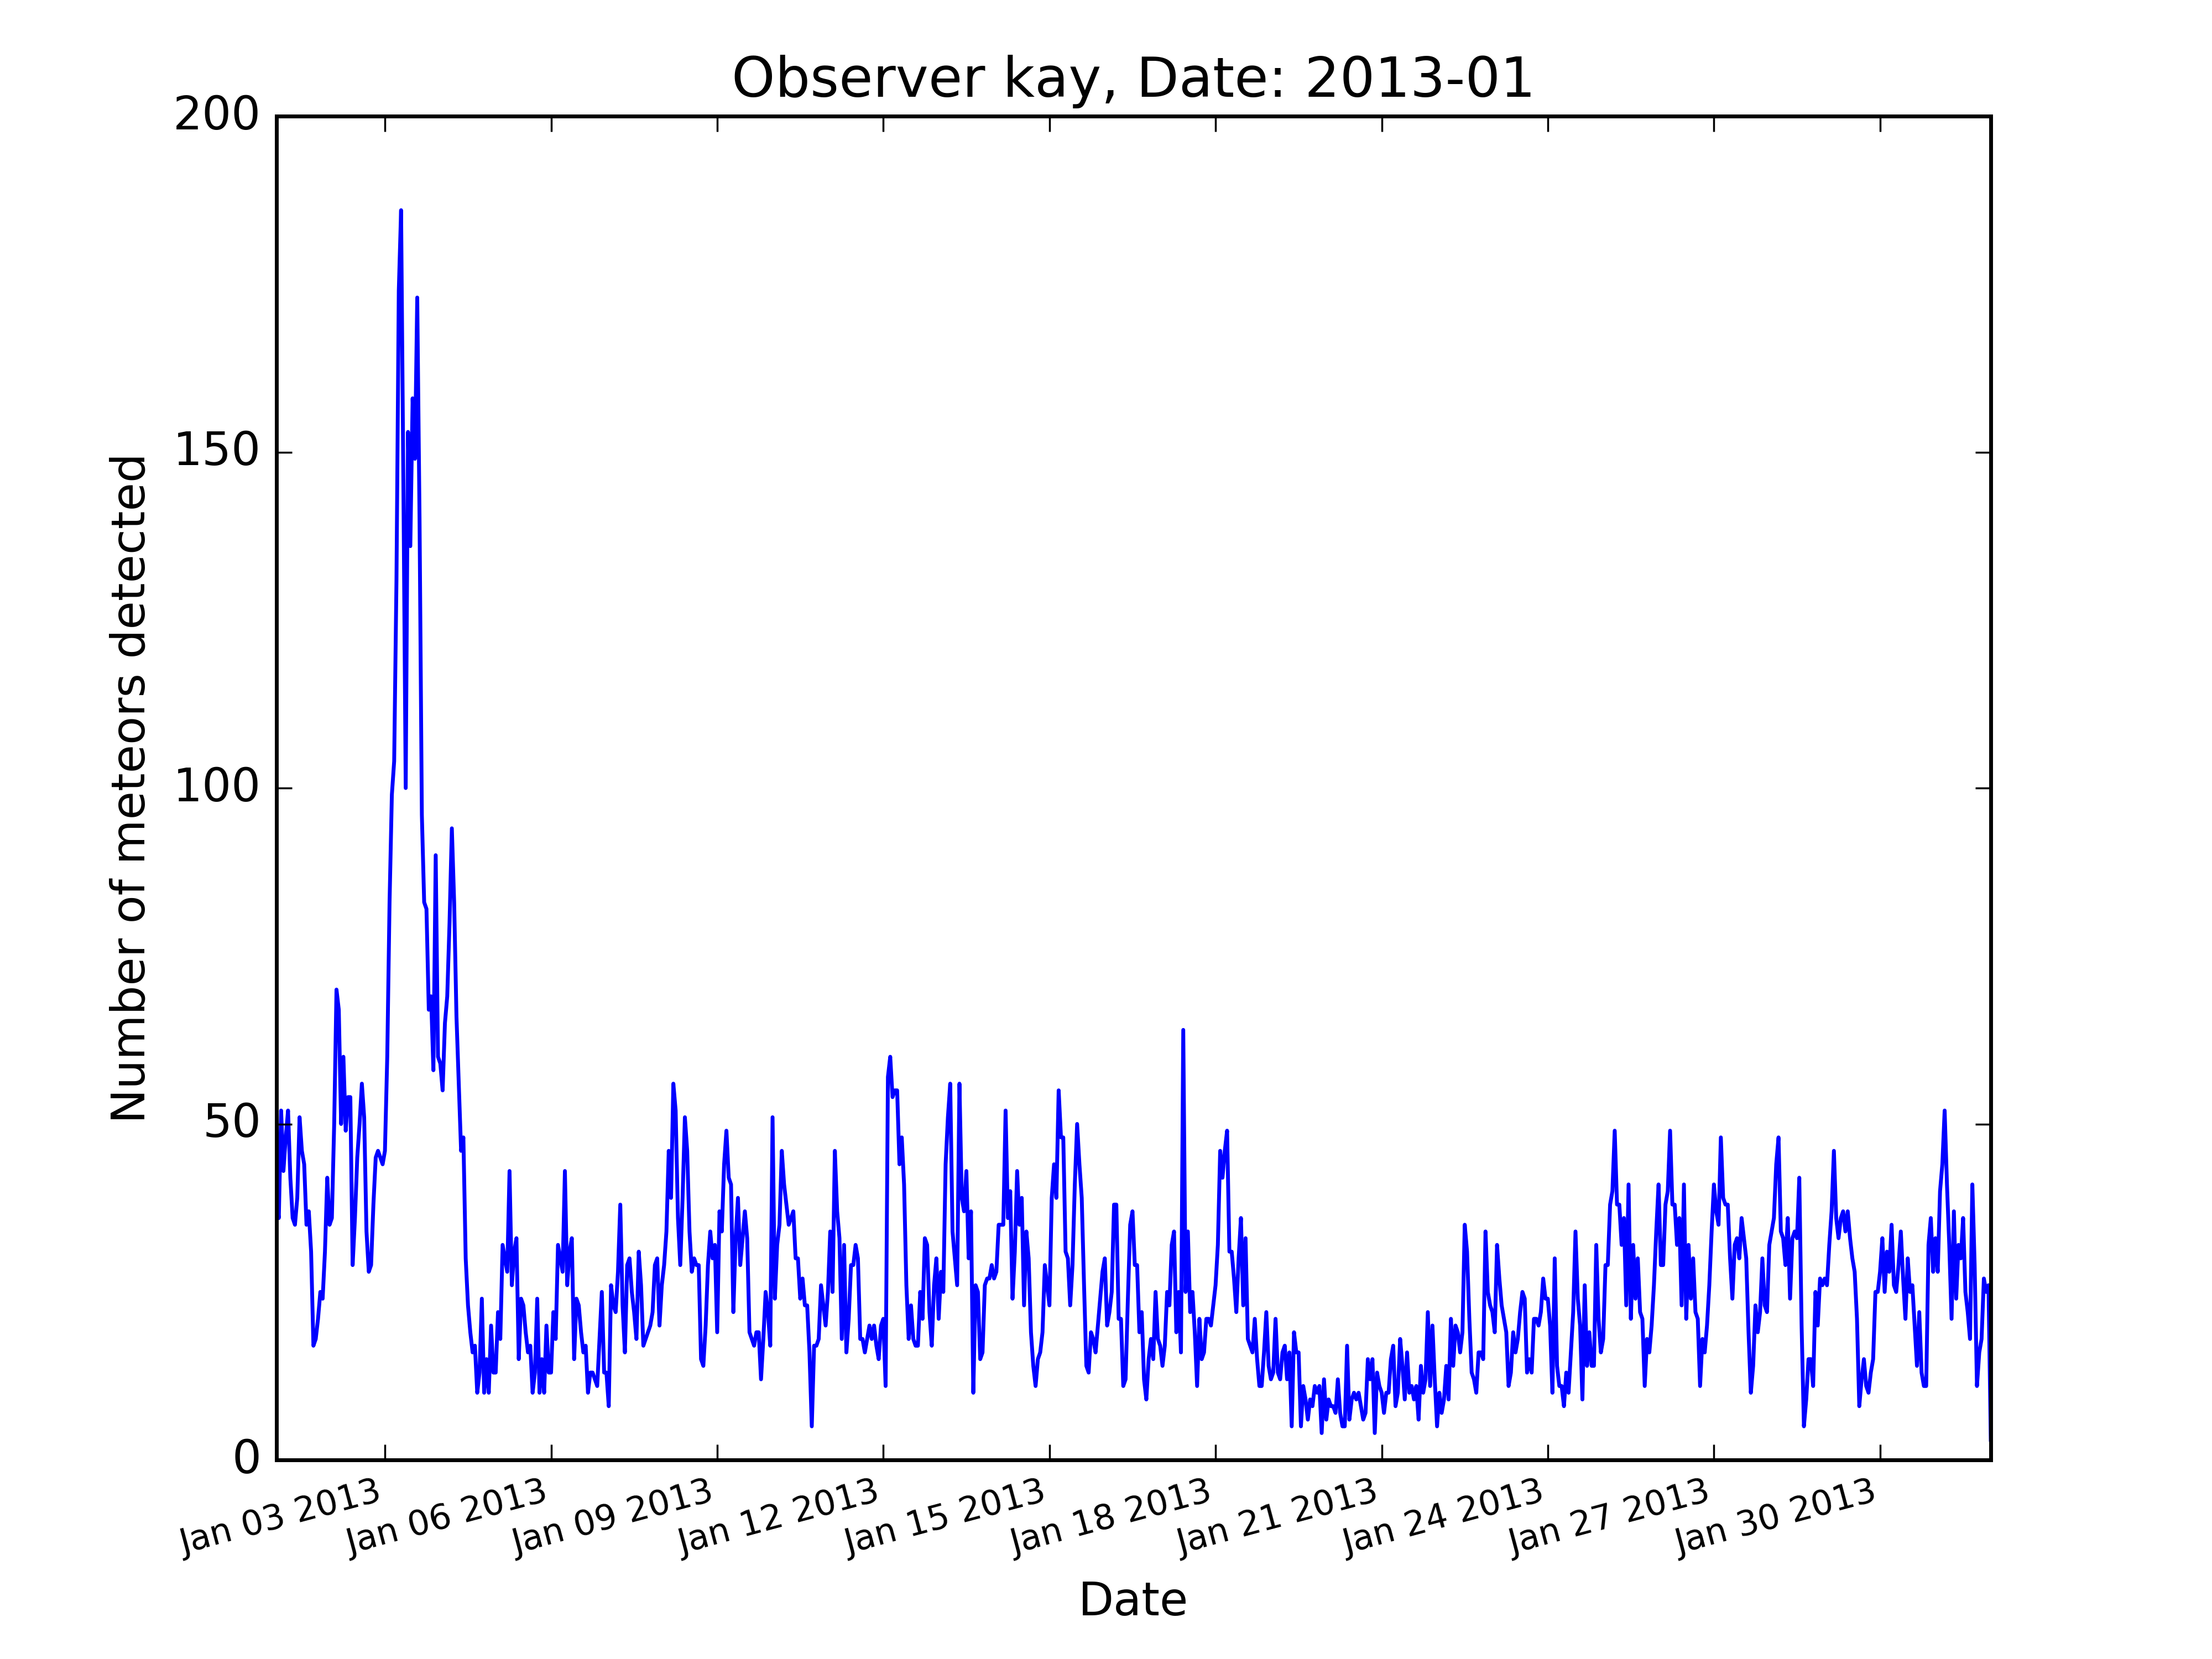 Observer kay, Date: 2013-01
200
150
100
50
0
Number of meteors detected
Jan 03 2013
Jan 06 2013
Jan 09 2013
Jan 12 2013
Jan 15 2013
Jan 18 2013
Jan 21 2013
Jan 24 2013
Jan 27 2013
Jan 30 2013
Date